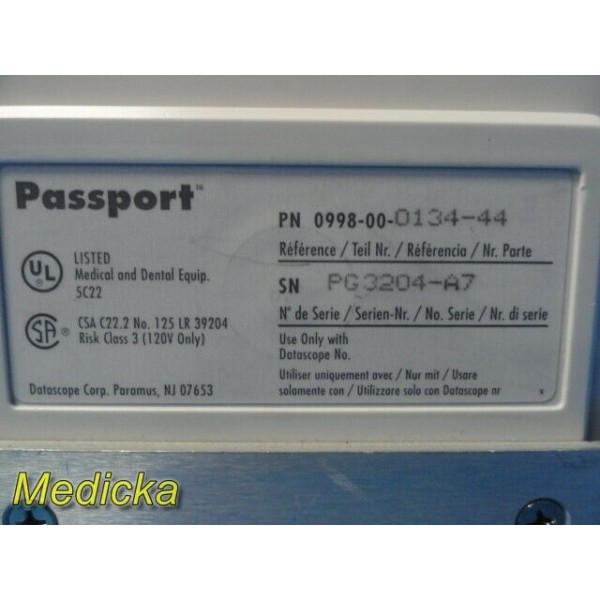 Passport™
PN 0998-00-0134-44
Référence / Teil Nr. / Referéncia / Nr. Parte
UL
LISTED
Medical and Dental Equip.
5C22
SN PG3204-A7
N° de Serie / Serien-Nr. / No. Serie / Nr. di serie
SA
CSA C22.2 No. 125 LR 39204
Risk Class 3 (120V Only)
Use Only with
Datascope No.
Utiliser uniquement avec / Nur mit / Usare
solamente con / Utilizzare solo con Datascope nr x
Datascope Corp. Paramus, NJ 07653
Medicka